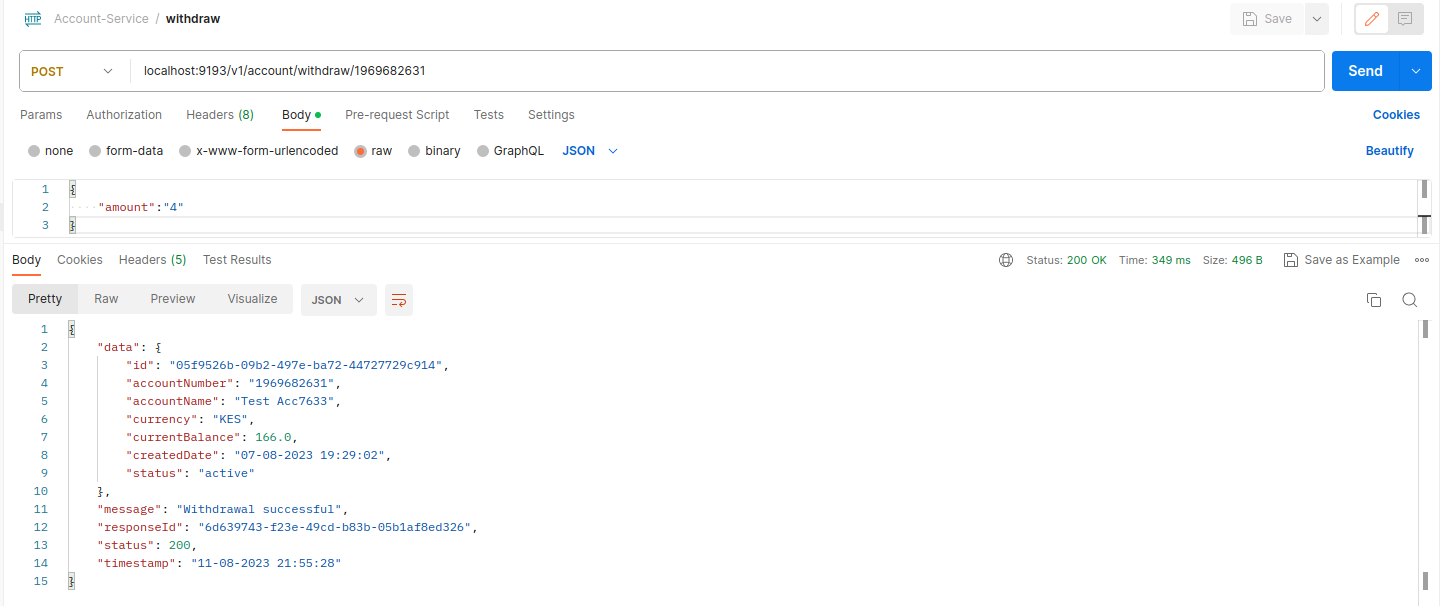 HTTP Account-Service / withdraw Save
POST localhost:9193/v1/account/withdraw/1969682631 Send
Params Authorization Headers (8) Body Pre-request Script Tests Settings Cookies
none form-data x-www-form-urlencoded raw binary GraphQL JSON Beautify
1 {
2 "amount":"4"
3 }
Body Cookies Headers (5) Test Results Status: 200 OK Time: 349 ms Size: 496 B Save as Example
Pretty Raw Preview Visualize JSON
1 {
2 "data": {
3 "id": "05f9526b-09b2-497e-ba72-44727729c914",
4 "accountNumber": "1969682631",
5 "accountName": "Test Acc7633",
6 "currency": "KES",
7 "currentBalance": 166.0,
8 "createdDate": "07-08-2023 19:29:02",
9 "status": "active"
10 },
11 "message": "Withdrawal successful",
12 "responseId": "6d639743-f23e-49cd-b83b-05b1af8ed326",
13 "status": 200,
14 "timestamp": "11-08-2023 21:55:28"
15 }